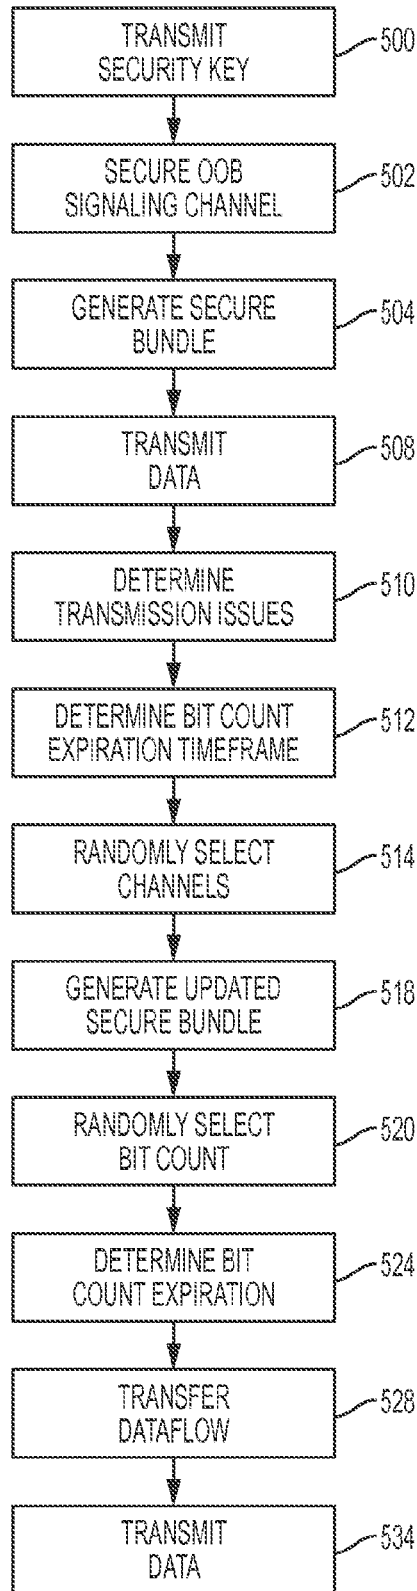 TRANSMIT
SECURITY KEY
500
SECURE OOB
SIGNALING CHANNEL
502
GENERATE SECURE
BUNDLE
504
TRANSMIT
DATA
508
DETERMINE
TRANSMISSION ISSUES
510
DETERMINE BIT COUNT
EXPIRATION TIMEFRAME
512
RANDOMLY SELECT
CHANNELS
514
GENERATE UPDATED
SECURE BUNDLE
518
RANDOMLY SELECT
BIT COUNT
520
DETERMINE BIT
COUNT EXPIRATION
524
TRANSFER
DATAFLOW
528
TRANSMIT
DATA
534